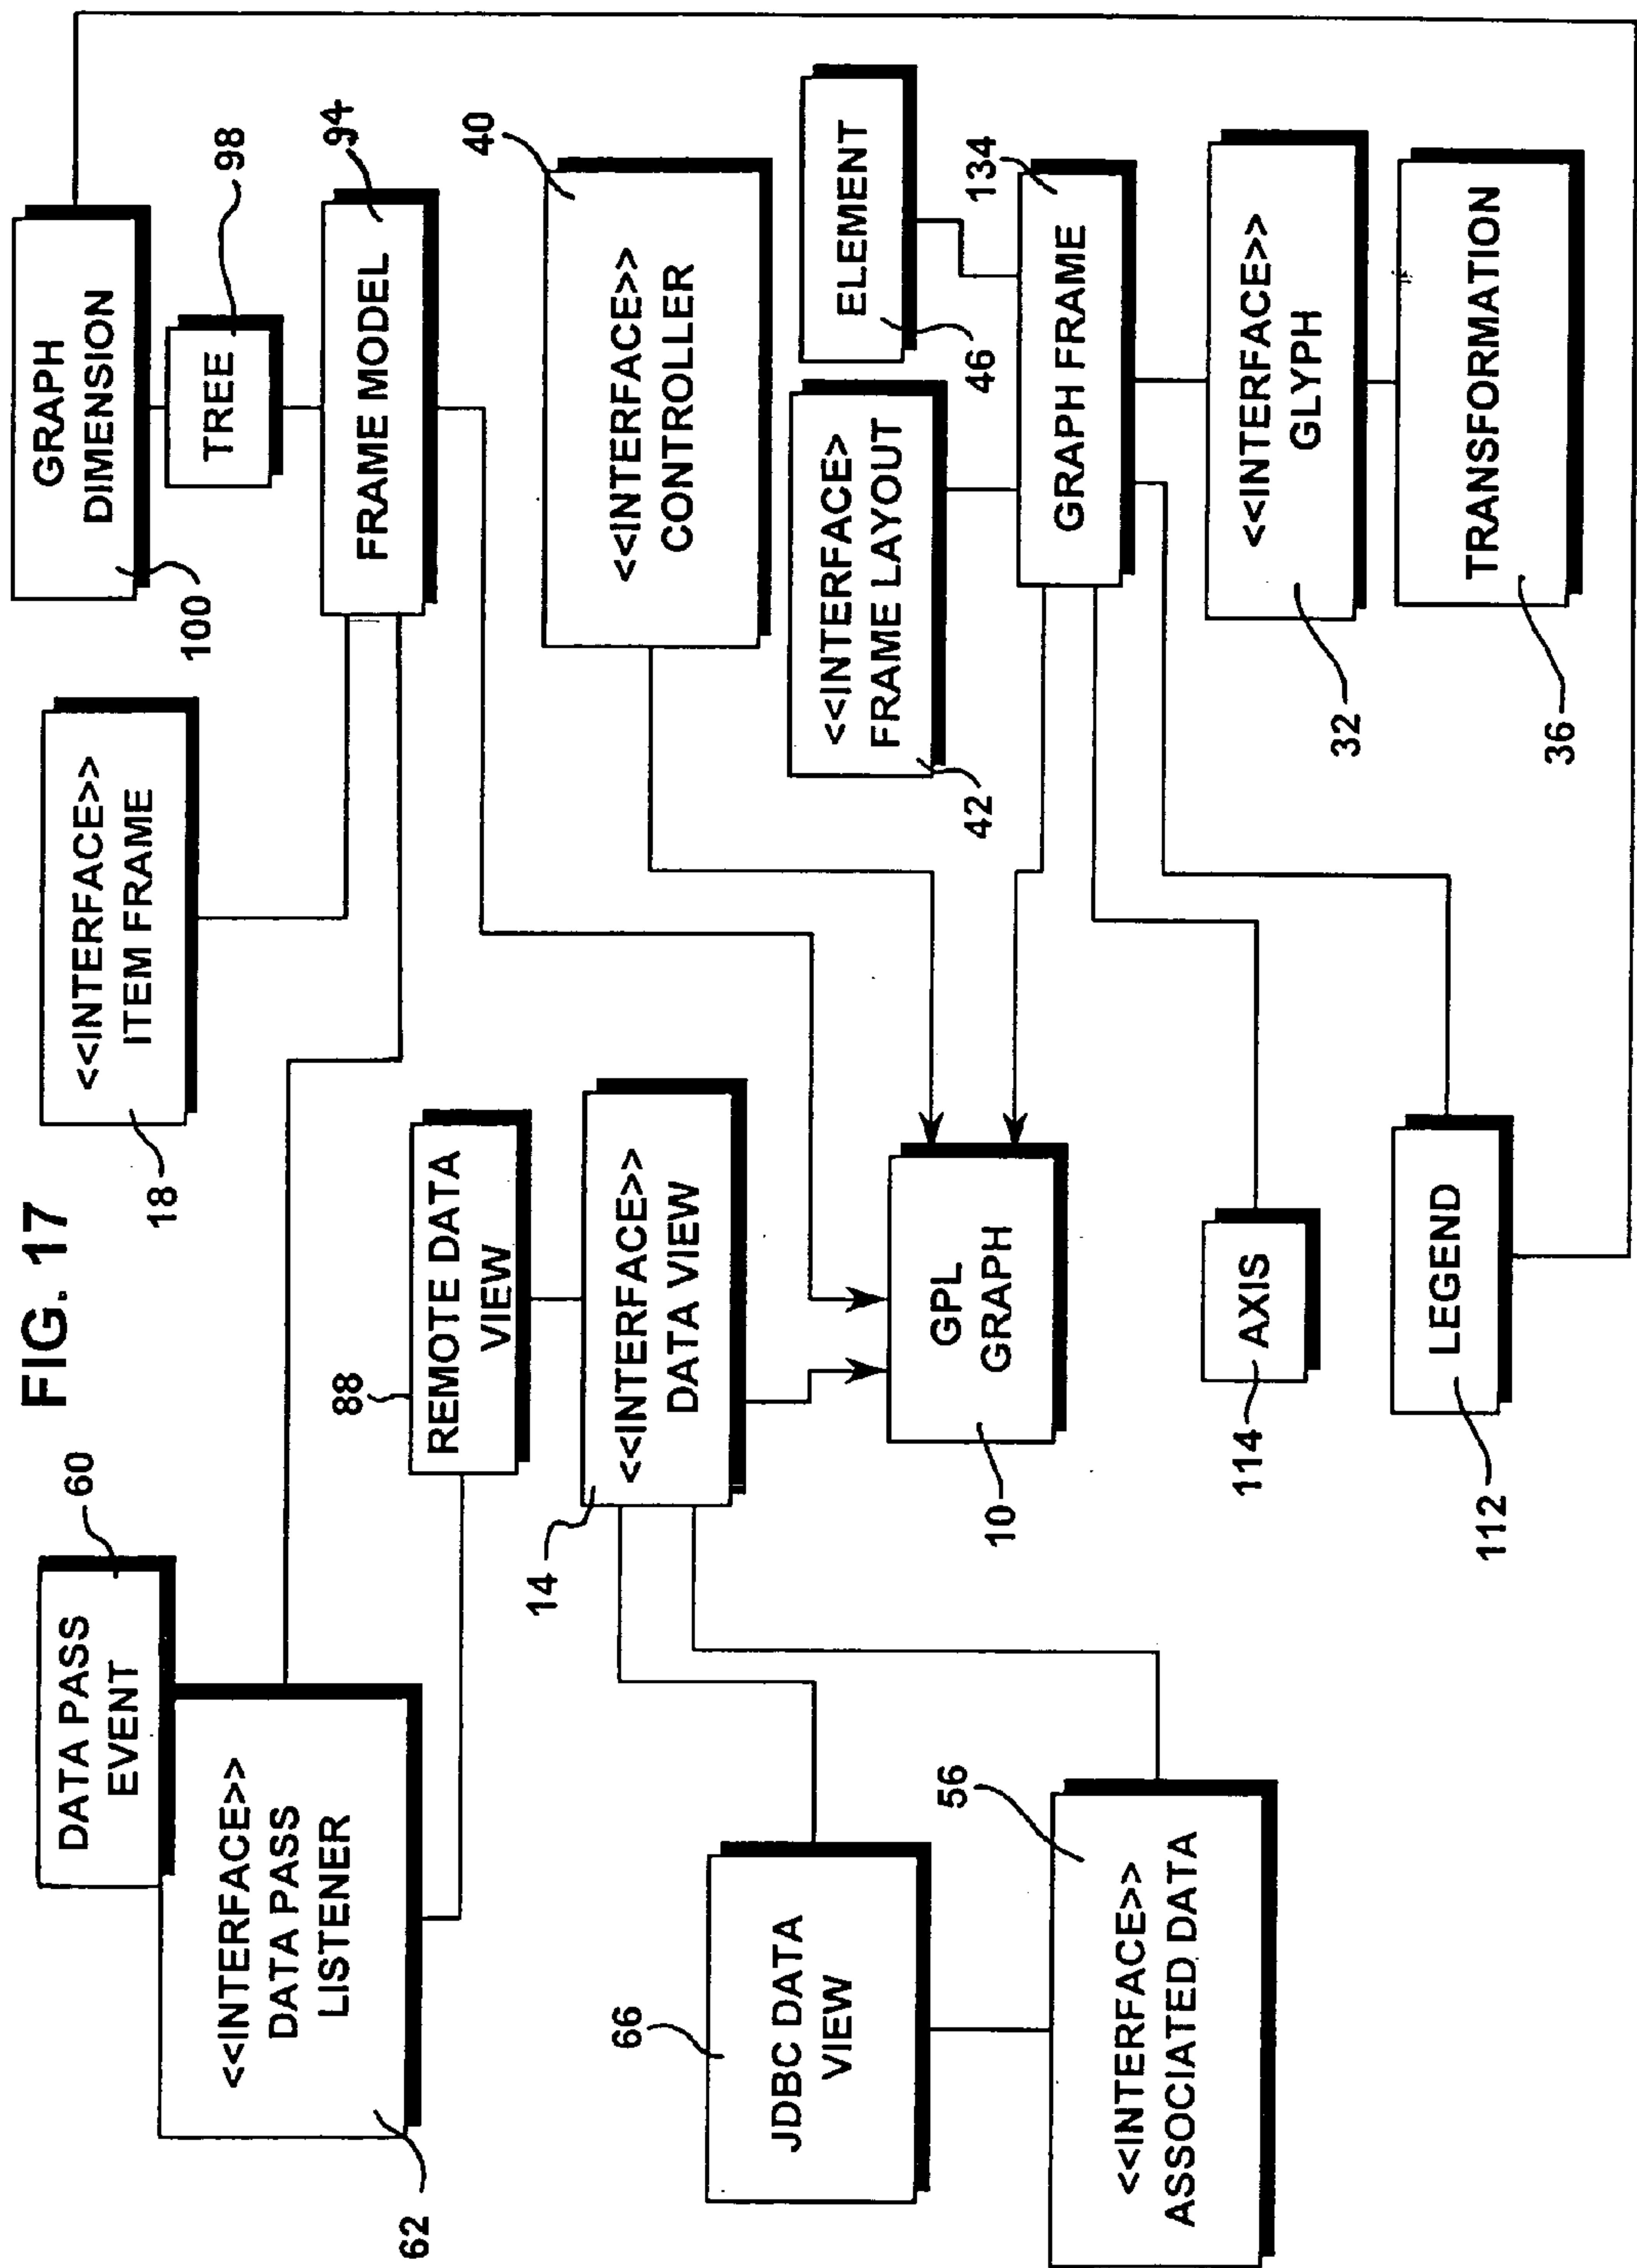 FIG. 17
DATA PASS
EVENT
60
<<INTERFACE>>
DATA PASS
LISTENER
62
<<INTERFACE>>
ITEM FRAME
18
GRAPH
DIMENSION
100
TREE
98
FRAME MODEL
94
88
REMOTE DATA
VIEW
<<INTERFACE>>
DATA VIEW
14
<<INTERFACE>>
CONTROLLER
40
66
JDBC DATA
VIEW
56
<<INTERFACE>>
ASSOCIATED DATA
GPL
GRAPH
10
<<INTERFACE>
FRAME LAYOUT
42
ELEMENT
46
GRAPH FRAME
134
AXIS
114
LEGEND
112
<<INTERFACE>>
GLYPH
32
TRANSFORMATION
36